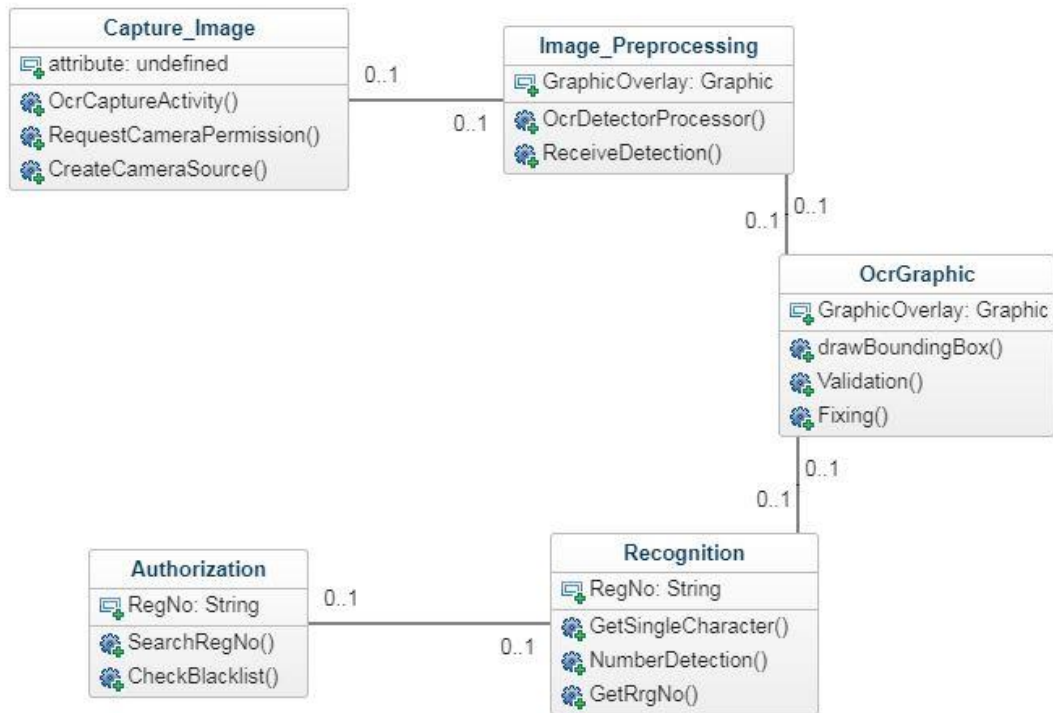 Capture_Image
attribute: undefined
OcrCaptureActivity()
RequestCameraPermission()
CreateCameraSource()
0..1
0..1
Image_Preprocessing
GraphicOverlay: Graphic
OcrDetectorProcessor()
ReceiveDetection()
0..1
0..1
OcrGraphic
GraphicOverlay: Graphic
drawBoundingBox()
Validation()
Fixing()
0..1
0..1
Recognition
RegNo: String
GetSingleCharacter()
NumberDetection()
GetRrgNo()
0..1
0..1
Authorization
RegNo: String
SearchRegNo()
CheckBlacklist()